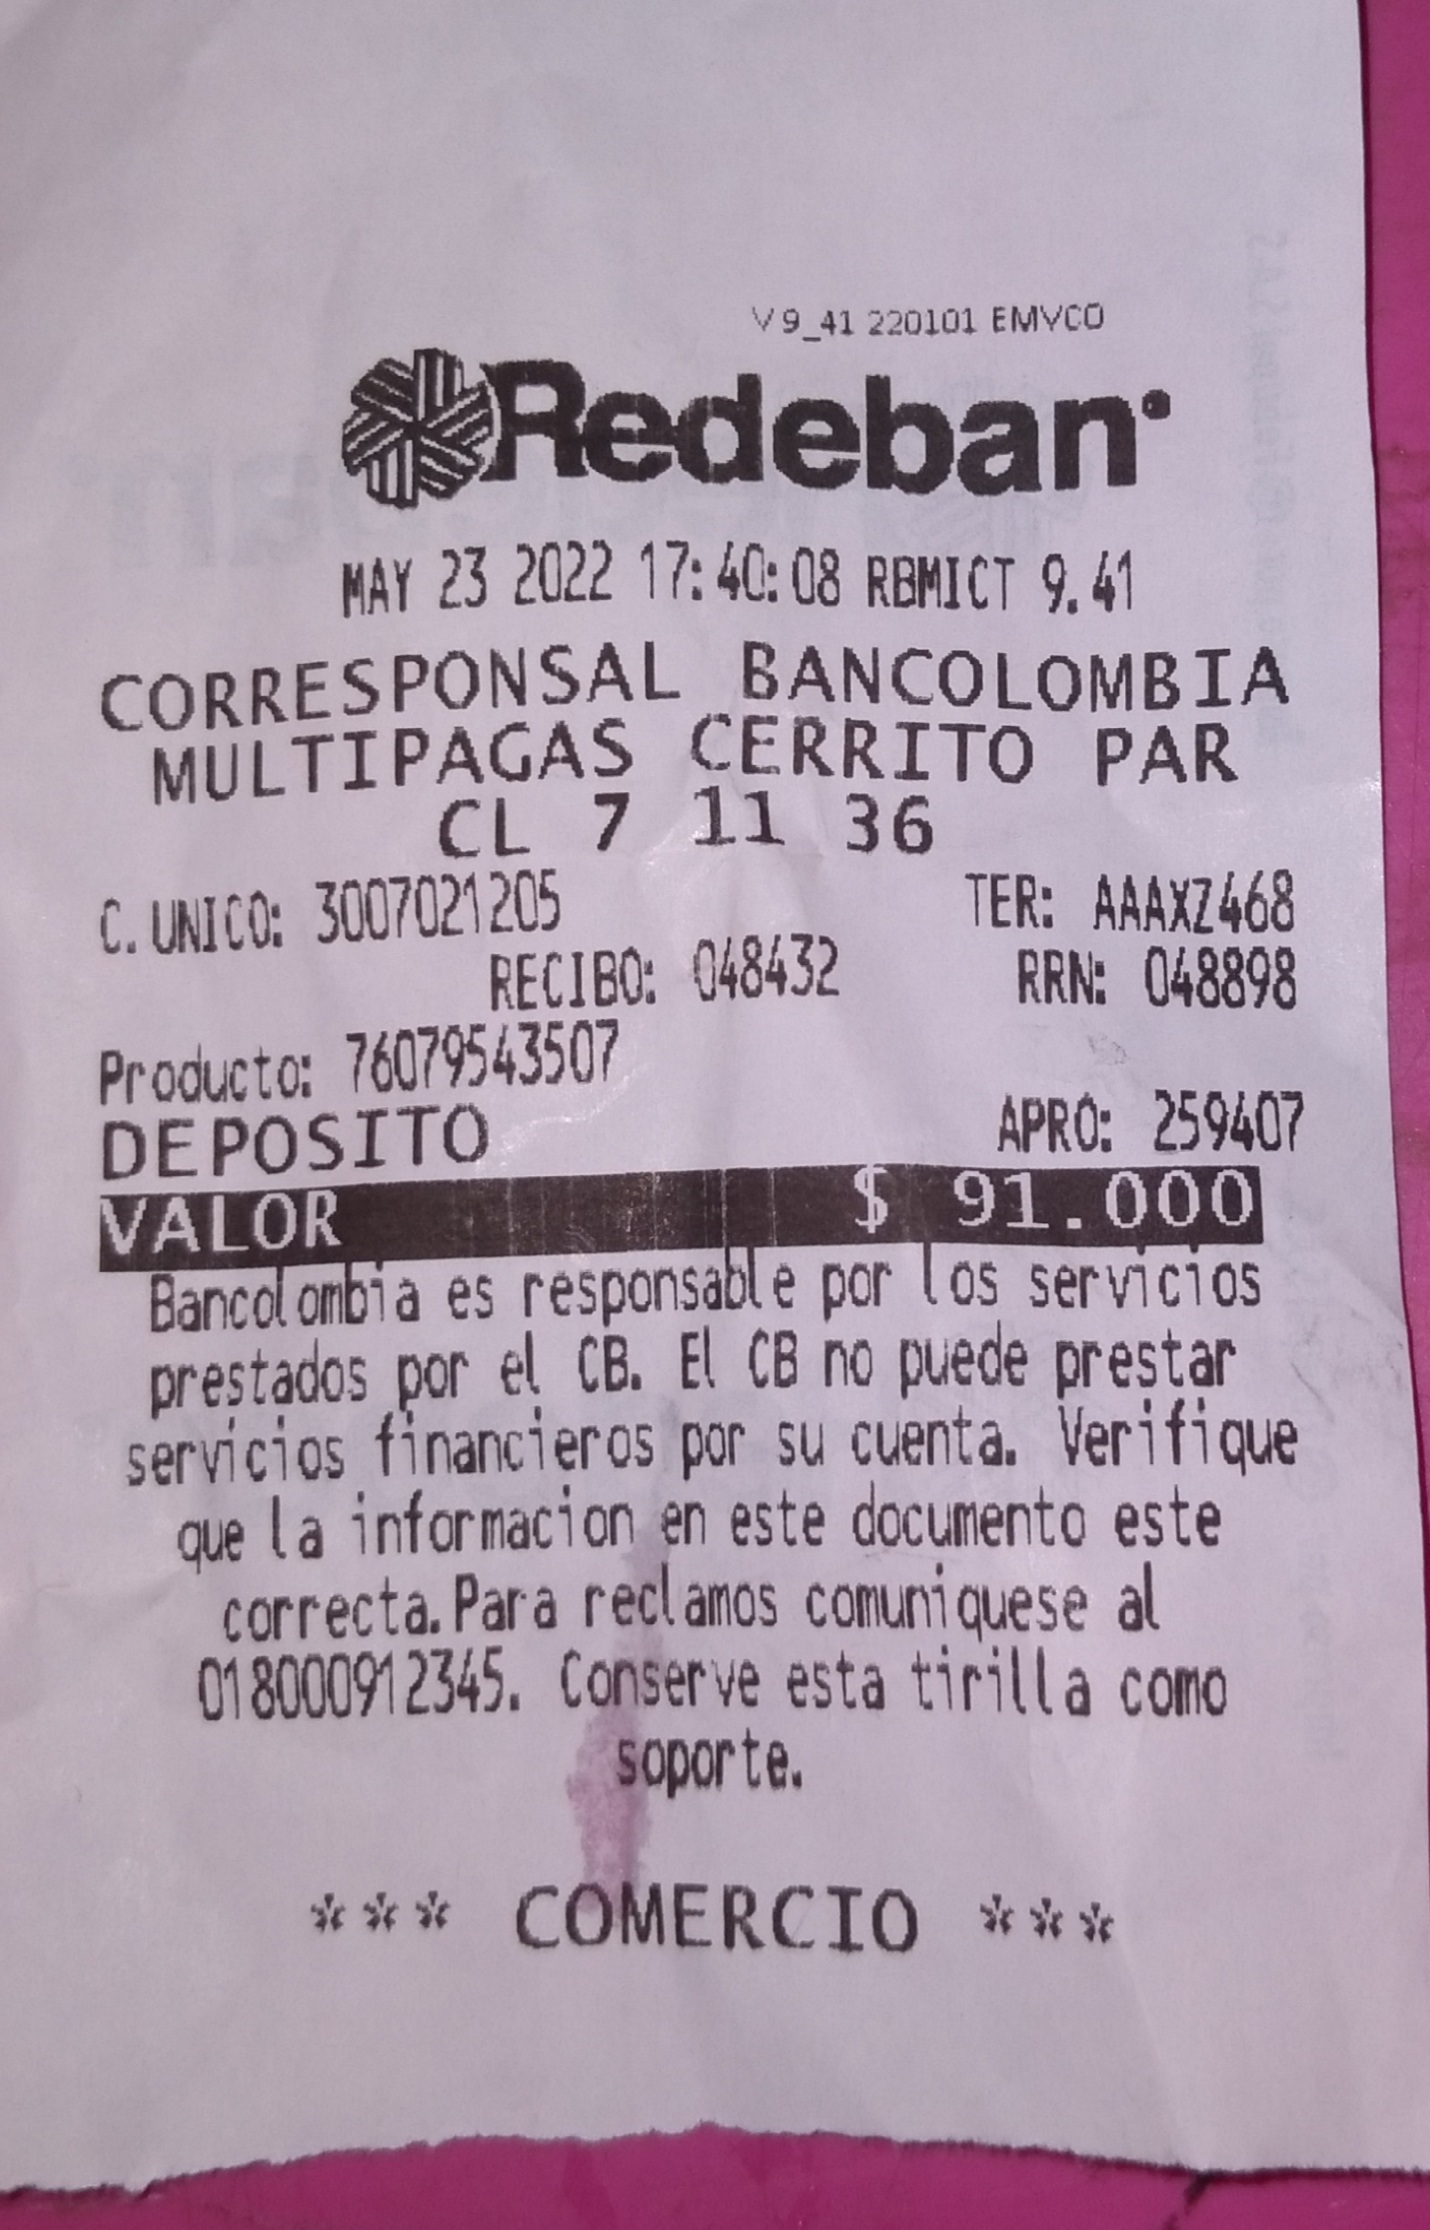 V9_41 220101 EMVCO
Redeban
MAY 23 2022 17:40:08 RBMICT 9.41
CORRESPONSAL BANCOLOMBIA
MULTIPAGAS CERRITO PAR
CL 7 11 36
C.UNICO: 3007021205 TER: AAAXZ468
RECIBO: 048432 RRN: 048898
Producto: 76079543507
DEPOSITO APRO: 259407
VALOR $ 91.000
Bancolombia es responsable por los servicios
prestados por el CB. El CB no puede prestar
servicios financieros por su cuenta. Verifique
que la informacion en este documento este
correcta.Para reclamos comuniquese al
018000912345. Conserve esta tirilla como
soporte.
*** COMERCIO ***